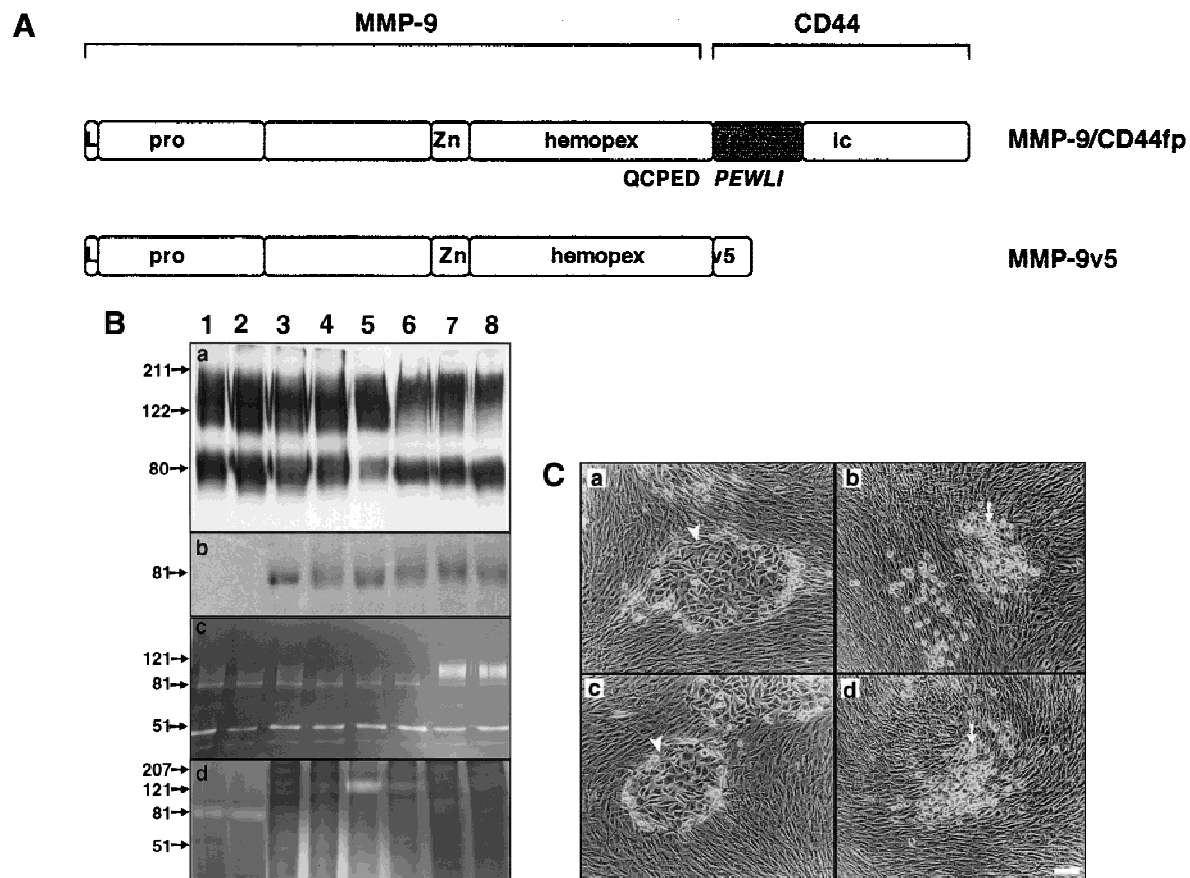 A
MMP-9 CD44
L pro Zn hemopex ic MMP-9/CD44fp
QCPED PEWLI
L pro Zn hemopex v5 MMP-9v5
B 1 2 3 4 5 6 7 8
a
211
122
80
b
81
c
121
81
51
d
207
121
81
51
C
a b
c d